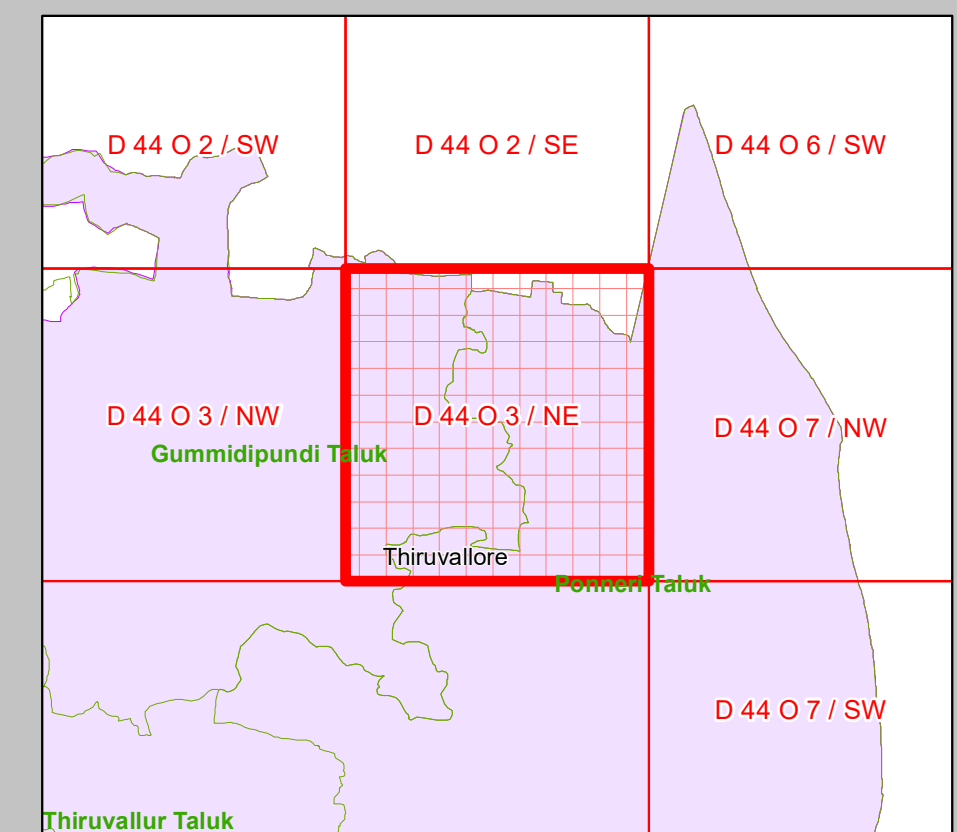 D 44 O 2 / SW
D 44 O 2 / SE
D 44 O 6 / SW
D 44 O 3 / NW
D 44 O 3 / NE
D 44 O 7 / NW
Gummidipundi Taluk
Thiruvallore
Ponneri Taluk
D 44 O 7 / SW
Thiruvallur Taluk